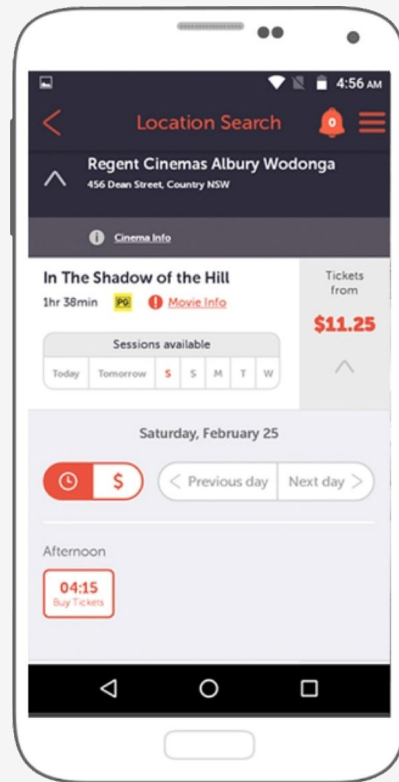 4:56 AM
Location Search
0
Regent Cinemas Albury Wodonga
456 Dean Street, Country NSW
i Cinema Info
In The Shadow of the Hill
1hr 38min PG ! Movie Info
Tickets
from
$11.25
Sessions available
Today Tomorrow S S M T W
Saturday, February 25
$ < Previous day Next day >
Afternoon
04:15
Buy Tickets